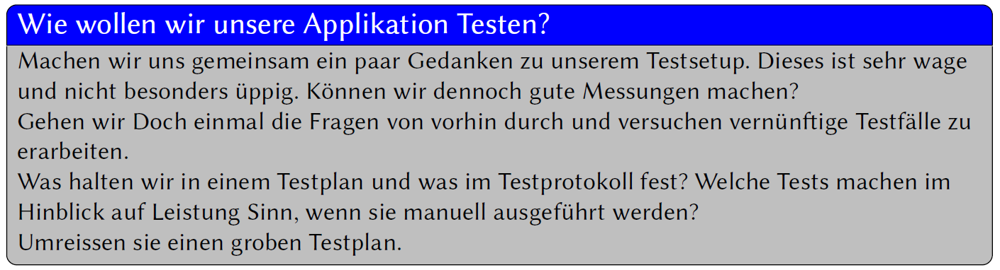 Wie wollen wir unsere Applikation Testen?
Machen wir uns gemeinsam ein paar Gedanken zu unserem Testsetup. Dieses ist sehr wage
und nicht besonders üppig. Können wir dennoch gute Messungen machen?
Gehen wir Doch einmal die Fragen von vorhin durch und versuchen vernünftige Testfälle zu
erarbeiten.
Was halten wir in einem Testplan und was im Testprotokoll fest? Welche Tests machen im
Hinblick auf Leistung Sinn, wenn sie manuell ausgeführt werden?
Umreissen sie einen groben Testplan.